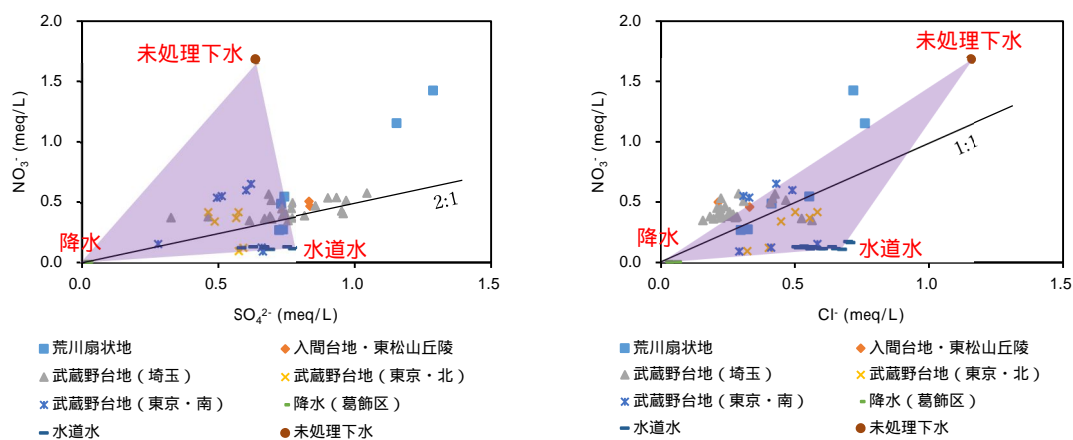 2.0
1.5
1.0
0.5
0.0
NO₃⁻ (meq/L)
未処理下水
2:1
降水
水道水
0.0
0.5
1.0
1.5
SO₄²⁻ (meq/L)
荒川扇状地
入間台地・東松山丘陵
武蔵野台地（埼玉）
武蔵野台地（東京・北）
武蔵野台地（東京・南）
降水（葛飾区）
水道水
未処理下水
2.0
1.5
1.0
0.5
0.0
NO₃⁻ (meq/L)
未処理下水
1:1
降水
水道水
0.0
0.5
1.0
1.5
Cl⁻ (meq/L)
荒川扇状地
入間台地・東松山丘陵
武蔵野台地（埼玉）
武蔵野台地（東京・北）
武蔵野台地（東京・南）
降水（葛飾区）
水道水
未処理下水